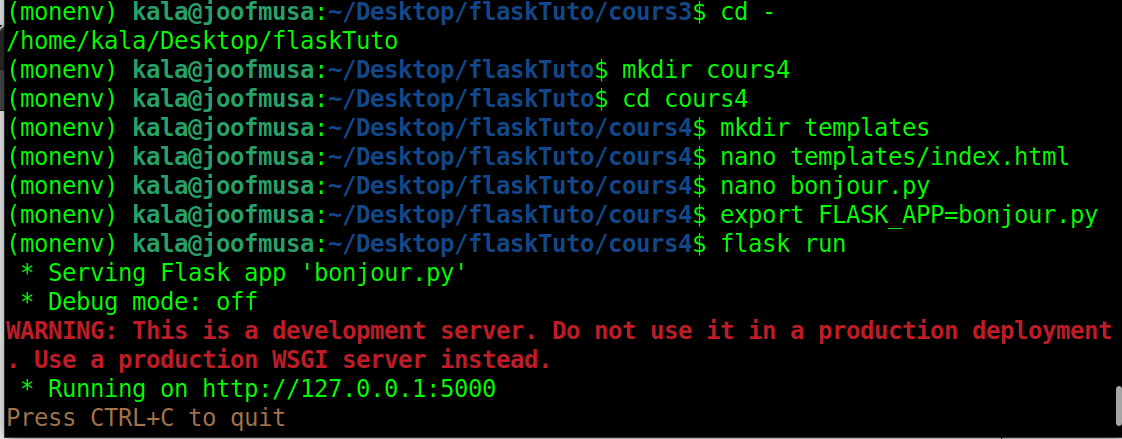 (monenv) kala@joofmusa:~/Desktop/flaskTuto/cours3$ cd -
/home/kala/Desktop/flaskTuto
(monenv) kala@joofmusa:~/Desktop/flaskTuto$ mkdir cours4
(monenv) kala@joofmusa:~/Desktop/flaskTuto$ cd cours4
(monenv) kala@joofmusa:~/Desktop/flaskTuto/cours4$ mkdir templates
(monenv) kala@joofmusa:~/Desktop/flaskTuto/cours4$ nano templates/index.html
(monenv) kala@joofmusa:~/Desktop/flaskTuto/cours4$ nano bonjour.py
(monenv) kala@joofmusa:~/Desktop/flaskTuto/cours4$ export FLASK_APP=bonjour.py
(monenv) kala@joofmusa:~/Desktop/flaskTuto/cours4$ flask run
 * Serving Flask app 'bonjour.py'
 * Debug mode: off
WARNING: This is a development server. Do not use it in a production deployment
. Use a production WSGI server instead.
 * Running on http://127.0.0.1:5000
Press CTRL+C to quit